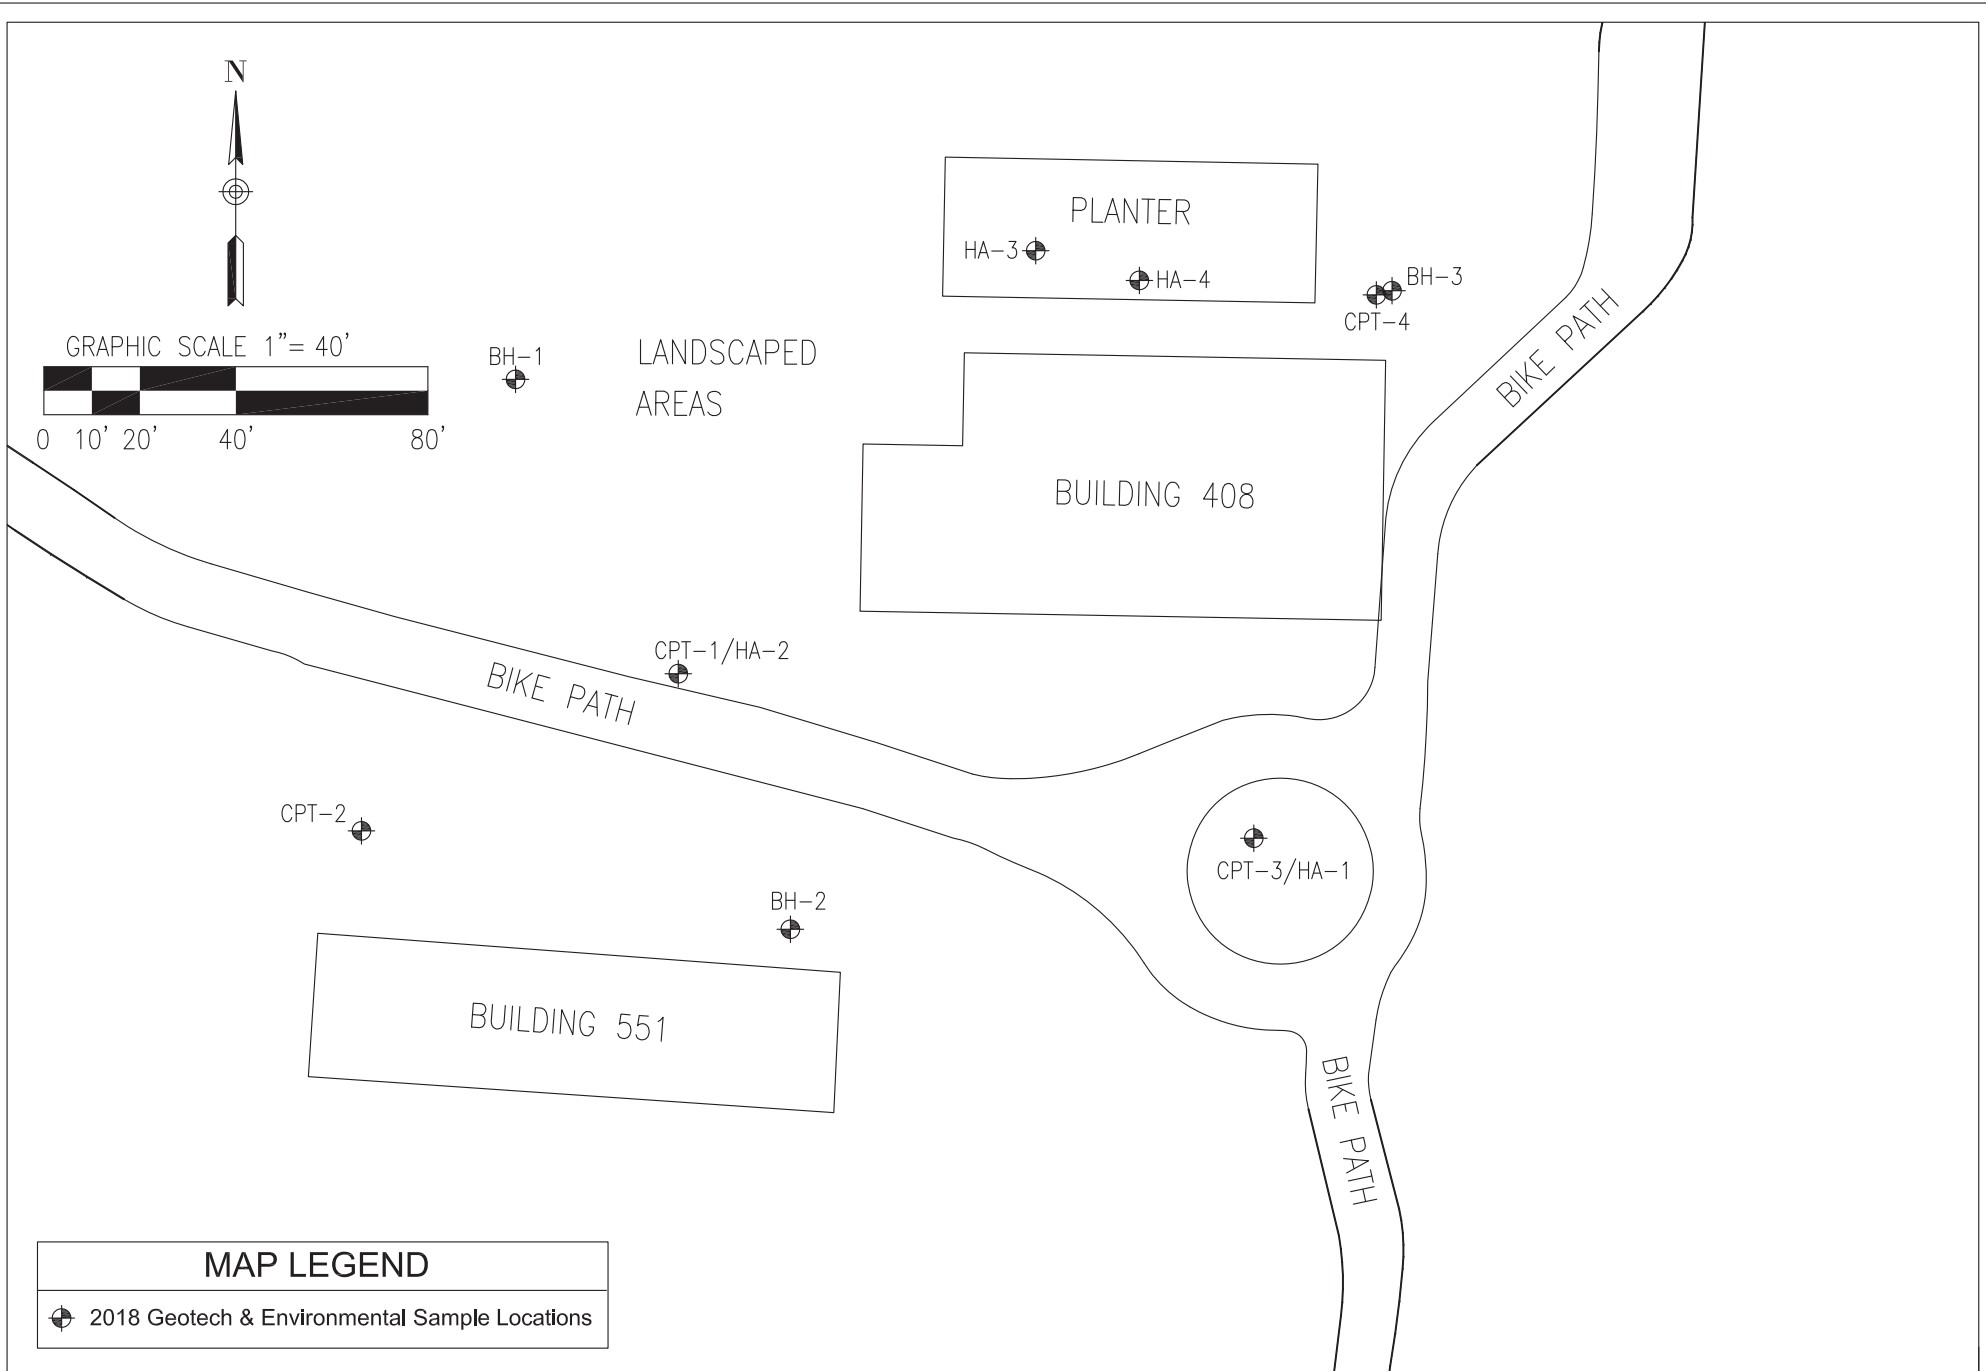 N
PLANTER
HA-3
HA-4
BH-3
CPT-4
GRAPHIC SCALE 1"= 40'
0 10' 20' 40' 80'
BH-1
LANDSCAPED
AREAS
BIKE PATH
BUILDING 408
CPT-1/HA-2
BIKE PATH
CPT-2
CPT-3/HA-1
BH-2
BUILDING 551
BIKE PATH
MAP LEGEND
2018 Geotech & Environmental Sample Locations